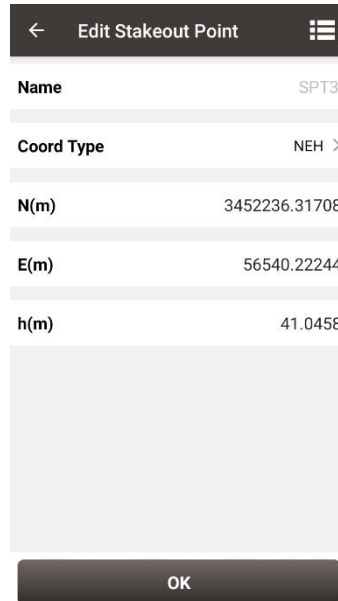 Edit Stakeout Point
Name SPT3
Coord Type NEH
N(m) 3452236.31708
E(m) 56540.22244
h(m) 41.0458
OK